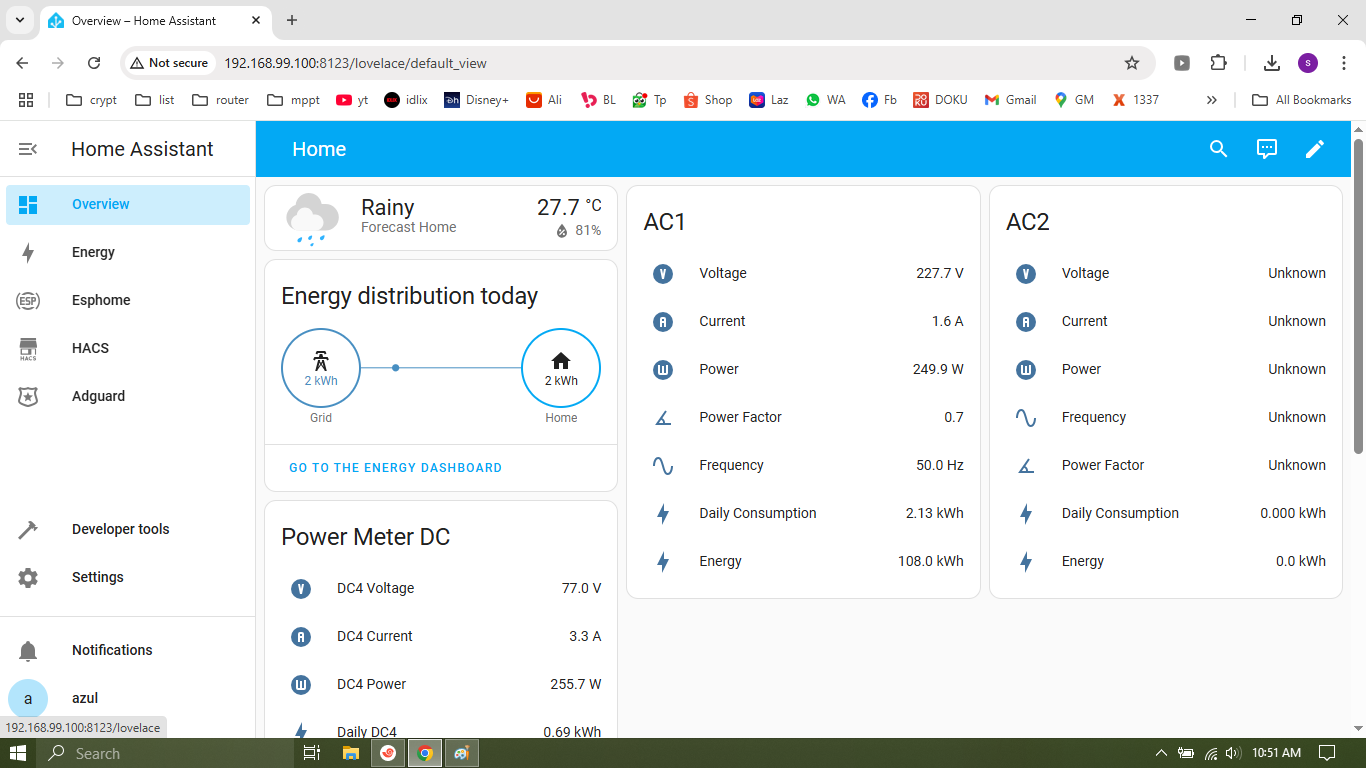 Overview – Home Assistant
Not secure
192.168.99.100:8123/lovelace/default_view
s
crypt
list
router
mppt
yt
idlix
Disney+
Ali
BL
Tp
Shop
Laz
WA
Fb
DOKU
Gmail
GM
1337
All Bookmarks
Home Assistant
Overview
Energy
ESP
Esphome
HACS
HACS
Adguard
Developer tools
Settings
Notifications
a
azul
192.168.99.100:8123/lovelace
Home
Rainy
27.7 °C
Forecast Home
81%
Energy distribution today
2 kWh
2 kWh
Grid
Home
GO TO THE ENERGY DASHBOARD
Power Meter DC
DC4 Voltage 77.0 V
DC4 Current 3.3 A
DC4 Power 255.7 W
Daily DC4 0.69 kWh
AC1
Voltage 227.7 V
Current 1.6 A
Power 249.9 W
Power Factor 0.7
Frequency 50.0 Hz
Daily Consumption 2.13 kWh
Energy 108.0 kWh
AC2
Voltage Unknown
Current Unknown
Power Unknown
Frequency Unknown
Power Factor Unknown
Daily Consumption 0.000 kWh
Energy 0.0 kWh
Search
10:51 AM